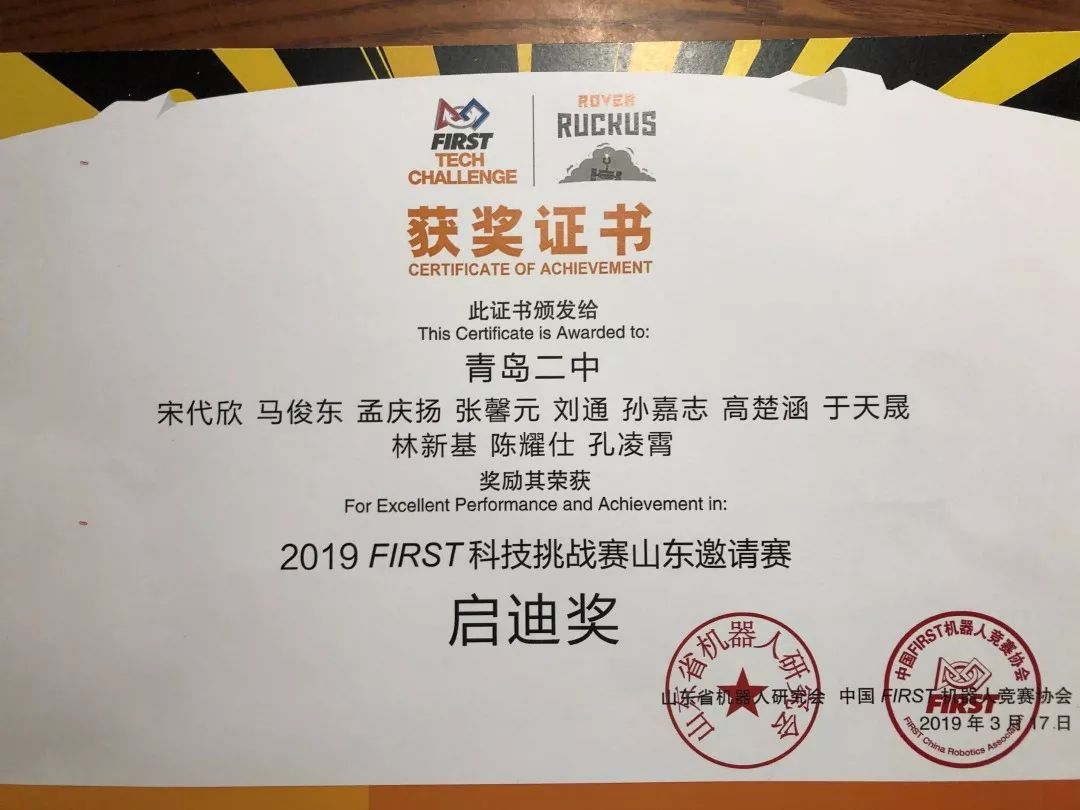 FIRST
TECH
CHALLENGE
ROVER
RUCKUS
获奖证书
CERTIFICATE OF ACHIEVEMENT
此证书颁发给
This Certificate is Awarded to:
青岛二中
宋代欣 马俊东 孟庆扬 张馨元 刘通 孙嘉志 高楚涵 于天晟
林新基 陈耀仕 孔凌霄
奖励其荣获
For Excellent Performance and Achievement in:
2019 FIRST 科技挑战赛山东邀请赛
启迪奖
山东省机器人研究会
中国FIRST机器人竞赛协会
FIRST
FIRST China Robotics Association
山东省机器人研究会 中国 FIRST 机器人竞赛协会
2019 年 3 月 17 日